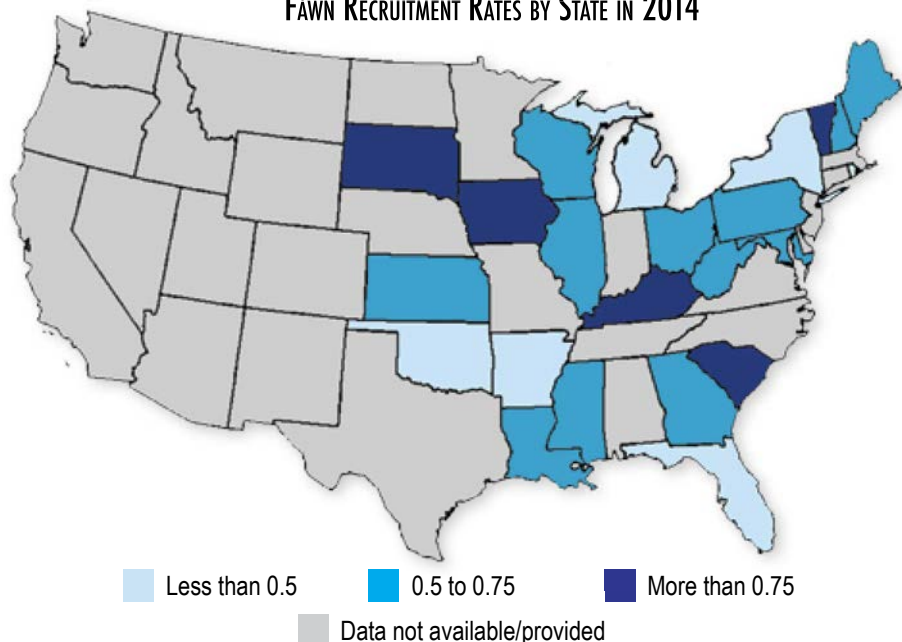 Fawn Recruitment Rates by State in 2014
Less than 0.5
0.5 to 0.75
More than 0.75
Data not available/provided